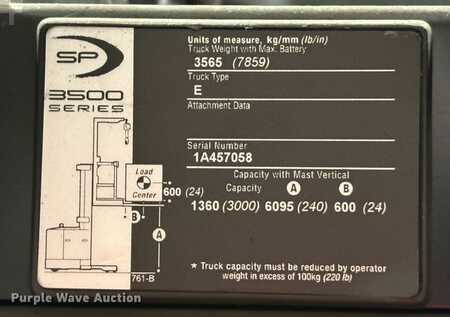 SP
3500
SERIES
Units of measure, kg/mm (lb/in)
Truck Weight with Max. Battery
3565 (7859)
Truck Type
E
Attachment Data
Serial Number
1A457058
Capacity with Mast Vertical
Capacity A B
1360 (3000) 6095 (240) 600 (24)
* Truck capacity must be reduced by operator
weight in excess of 100kg (220 lb)
Load
Center
600 (24)
B
A
761-B
Purple Wave Auction